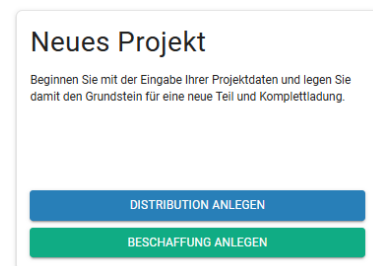 Neues Projekt
Beginnen Sie mit der Eingabe Ihrer Projektdaten und legen Sie
damit den Grundstein für eine neue Teil und Komplettladung.
DISTRIBUTION ANLEGEN
BESCHAFFUNG ANLEGEN